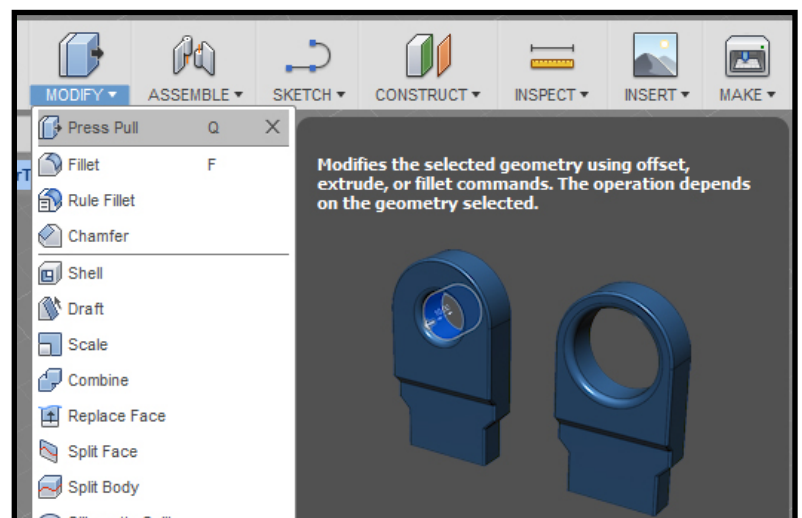 MODIFY ASSEMBLE SKETCH CONSTRUCT INSPECT INSERT MAKE
Press Pull Q
Fillet F
Rule Fillet
Chamfer
Shell
Draft
Scale
Combine
Replace Face
Split Face
Split Body
Modifies the selected geometry using offset,
extrude, or fillet commands. The operation depends
on the geometry selected.
10.00